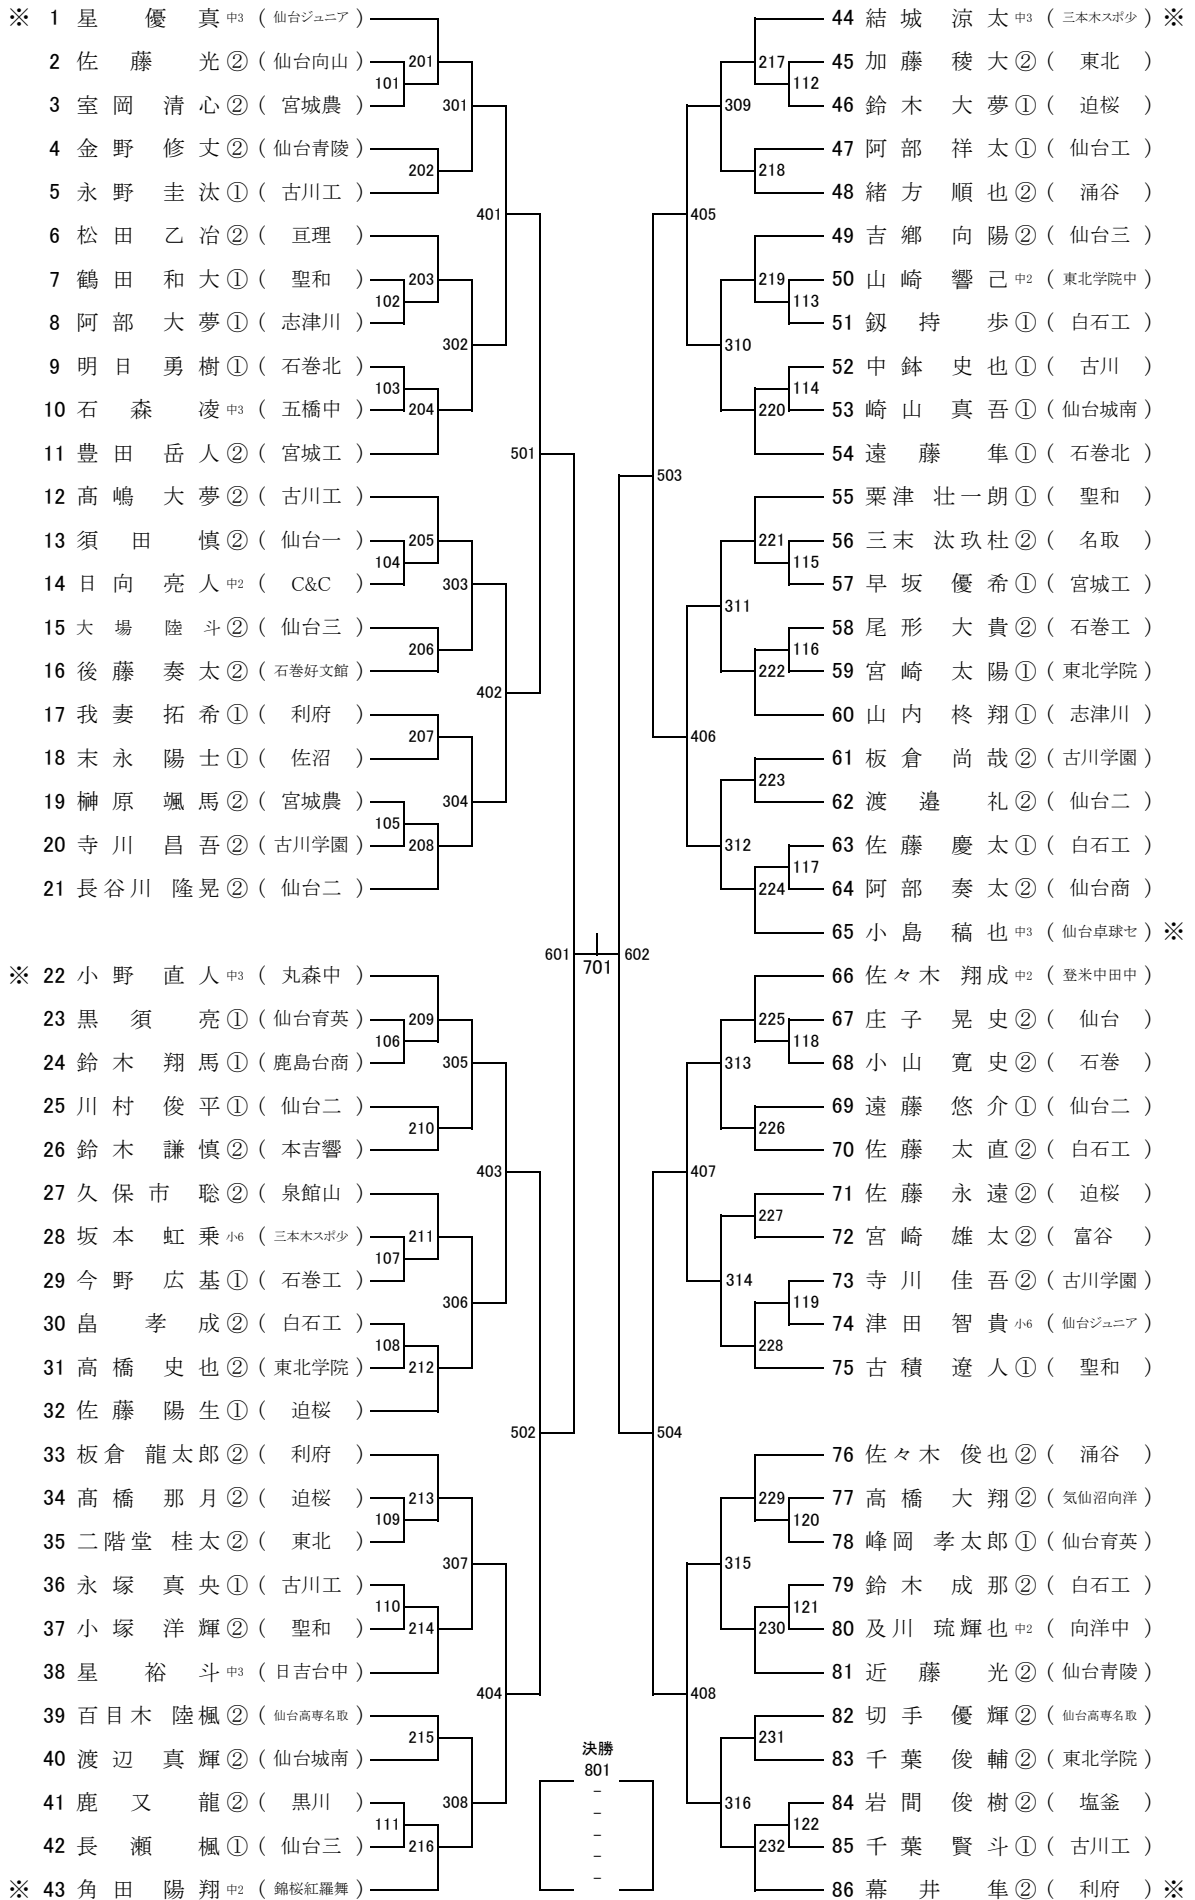 ※ 1 星 優 真 中3 ( 仙台ジュニア )
2 佐 藤 光 ② ( 仙台向山 )
3 室 岡 清 心 ② ( 宮城農 )
4 金 野 修 丈 ② ( 仙台青陵 )
5 永 野 圭 汰 ① ( 古川工 )
6 松 田 乙 冶 ② ( 亘理 )
7 鶴 田 和 大 ① ( 聖和 )
8 阿 部 大 夢 ① ( 志津川 )
9 明 日 勇 樹 ① ( 石巻北 )
10 石 森 凌 中3 ( 五橋中 )
11 豊 田 岳 人 ② ( 宮城工 )
12 髙 嶋 大 夢 ② ( 古川工 )
13 須 田 慎 ② ( 仙台一 )
14 日 向 亮 人 中2 ( C&C )
15 大 場 陸 斗 ② ( 仙台三 )
16 後 藤 奏 太 ② ( 石巻好文館 )
17 我 妻 拓 希 ① ( 利府 )
18 末 永 陽 士 ① ( 佐沼 )
19 榊 原 颯 馬 ② ( 宮城農 )
20 寺 川 昌 吾 ② ( 古川学園 )
21 長谷川 隆晃 ② ( 仙台二 )
※ 22 小 野 直 人 中3 ( 丸森中 )
23 黒 須 亮 ① ( 仙台育英 )
24 鈴 木 翔 馬 ① ( 鹿島台商 )
25 川 村 俊 平 ① ( 仙台二 )
26 鈴 木 謙 慎 ② ( 本吉響 )
27 久 保 市 聡 ② ( 泉館山 )
28 坂 本 虹 乗 小6 ( 三本木スポ少 )
29 今 野 広 基 ① ( 石巻工 )
30 畠 孝 成 ② ( 白石工 )
31 高 橋 史 也 ② ( 東北学院 )
32 佐 藤 陽 生 ① ( 迫桜 )
33 板倉 龍太郎 ② ( 利府 )
34 髙 橋 那 月 ② ( 迫桜 )
35 二階堂 桂太 ② ( 東北 )
36 永 塚 真 央 ① ( 古川工 )
37 小 塚 洋 輝 ② ( 聖和 )
38 星 裕 斗 中3 ( 日吉台中 )
39 百目木 陸楓 ② ( 仙台高専名取 )
40 渡 辺 真 輝 ② ( 仙台城南 )
41 鹿 又 龍 ② ( 黒川 )
42 長 瀬 楓 ① ( 仙台三 )
※ 43 角 田 陽 翔 中2 ( 錦桜紅羅舞 )
101
102
103
104
105
106
107
108
109
110
111
201
202
203
204
205
206
207
208
209
210
211
212
213
214
215
216
301
302
303
304
305
306
307
308
401
402
403
404
501
502
601
701
602
決勝
801
-
-
-
-
-
503
504
405
406
407
408
309
310
311
312
313
314
315
316
217
218
219
220
221
222
223
224
225
226
227
228
229
230
231
232
112
113
114
115
116
117
118
119
120
121
122
44 結 城 涼 太 中3 ( 三本木スポ少 ) ※
45 加 藤 稜 大 ② ( 東北 )
46 鈴 木 大 夢 ① ( 迫桜 )
47 阿 部 祥 太 ① ( 仙台工 )
48 緒 方 順 也 ② ( 涌谷 )
49 吉 郷 向 陽 ② ( 仙台三 )
50 山 崎 響 己 中2 ( 東北学院中 )
51 釼 持 歩 ① ( 白石工 )
52 中 鉢 史 也 ① ( 古川 )
53 崎 山 真 吾 ① ( 仙台城南 )
54 遠 藤 隼 ① ( 石巻北 )
55 粟津 壮一朗 ① ( 聖和 )
56 三末 汰玖杜 ② ( 名取 )
57 早 坂 優 希 ① ( 宮城工 )
58 尾 形 大 貴 ② ( 石巻工 )
59 宮 崎 太 陽 ① ( 東北学院 )
60 山 内 柊 翔 ① ( 志津川 )
61 板 倉 尚 哉 ② ( 古川学園 )
62 渡 邉 礼 ② ( 仙台二 )
63 佐 藤 慶 太 ① ( 白石工 )
64 阿 部 奏 太 ② ( 仙台商 )
65 小 島 稿 也 中3 ( 仙台卓球セ ) ※
66 佐々木 翔成 中2 ( 登米中田中 )
67 庄 子 晃 史 ② ( 仙台 )
68 小 山 寛 史 ② ( 石巻 )
69 遠 藤 悠 介 ① ( 仙台二 )
70 佐 藤 太 直 ② ( 白石工 )
71 佐 藤 永 遠 ② ( 迫桜 )
72 宮 崎 雄 太 ② ( 富谷 )
73 寺 川 佳 吾 ② ( 古川学園 )
74 津 田 智 貴 小6 ( 仙台ジュニア )
75 古 積 遼 人 ① ( 聖和 )
76 佐々木 俊也 ② ( 涌谷 )
77 高 橋 大 翔 ② ( 気仙沼向洋 )
78 峰岡 孝太郎 ① ( 仙台育英 )
79 鈴 木 成 那 ② ( 白石工 )
80 及川 琉輝也 中2 ( 向洋中 )
81 近 藤 光 ② ( 仙台青陵 )
82 切 手 優 輝 ② ( 仙台高専名取 )
83 千 葉 俊 輔 ② ( 東北学院 )
84 岩 間 俊 樹 ② ( 塩釜 )
85 千 葉 賢 斗 ① ( 古川工 )
86 幕 井 隼 ② ( 利府 ) ※